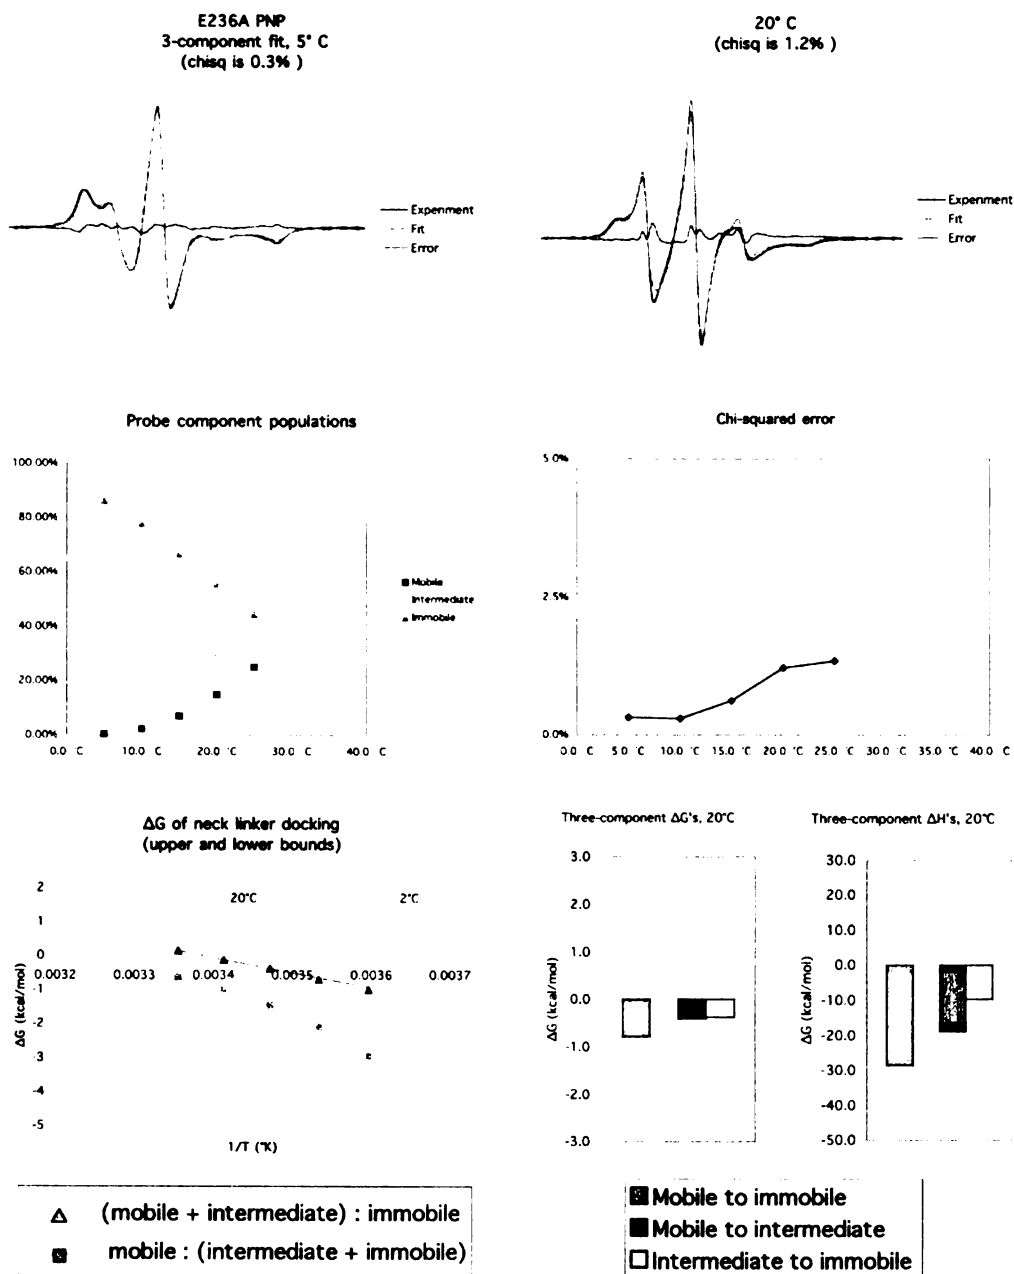 E236A PNP
3-component fit, 5° C
(chisq is 0.3% )
20° C
(chisq is 1.2% )
Experiment
Fit
Error
Experiment
Fit
Error
Probe component populations
100.00%
80.00%
60.00%
40.00%
20.00%
0.00%
0.0 °C
10.0 °C
20.0 °C
30.0 °C
40.0 °C
Mobile
Intermediate
Immobile
Chi-squared error
5.0%
2.5%
0.0%
0.0 °C
5.0 °C
10.0 °C
15.0 °C
20.0 °C
25.0 °C
30.0 °C
35.0 °C
40.0 °C
ΔG of neck linker docking
(upper and lower bounds)
ΔG (kcal/mol)
2
1
0
-1
-2
-3
-4
-5
20°C
2°C
0.0032
0.0033
0.0034
0.0035
0.0036
0.0037
1/T (°K)
(mobile + intermediate) : immobile
mobile : (intermediate + immobile)
Three-component ΔG's, 20°C
ΔG (kcal/mol)
3.0
2.0
1.0
0.0
-1.0
-2.0
-3.0
Three-component ΔH's, 20°C
ΔG (kcal/mol)
30.0
20.0
10.0
0.0
-10.0
-20.0
-30.0
-40.0
-50.0
Mobile to immobile
Mobile to intermediate
Intermediate to immobile